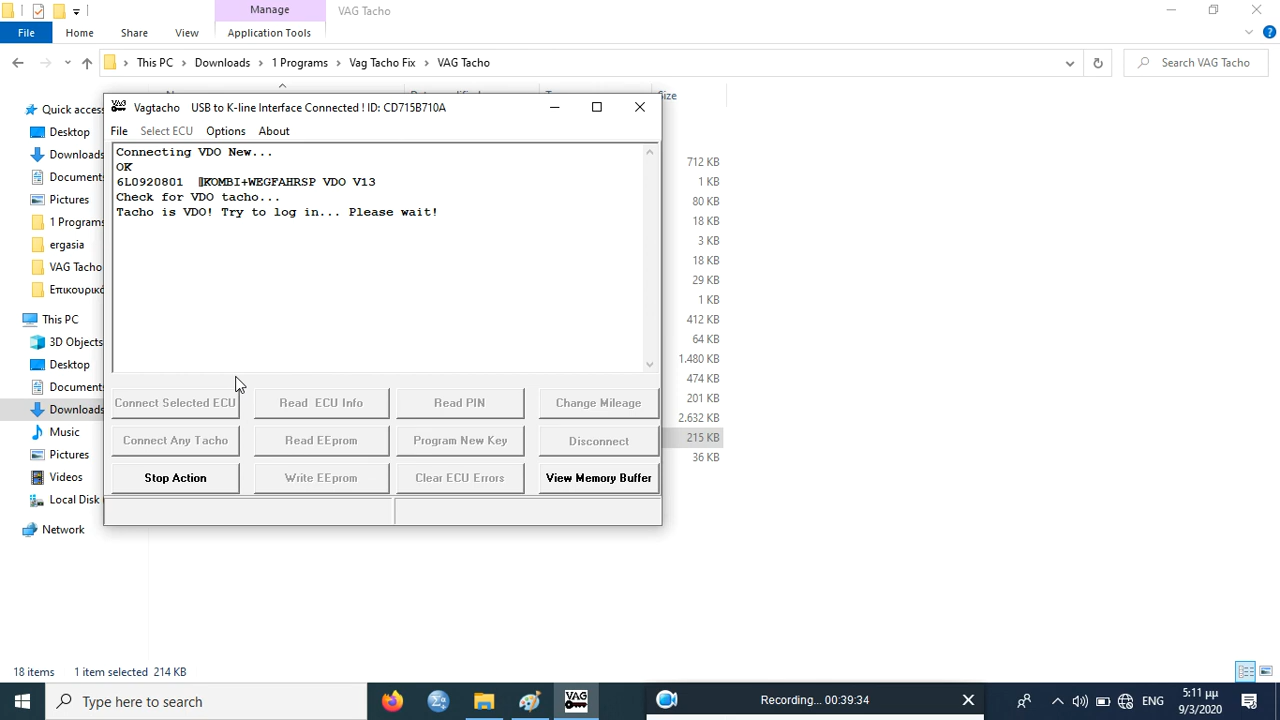 Manage
VAG Tacho
File
Home
Share
View
Application Tools
This PC
Downloads
1 Programs
Vag Tacho Fix
VAG Tacho
Search VAG Tacho
Size
Quick access
Desktop
Downloads
Documents
Pictures
1 Programs
ergasia
VAG Tacho
Επικουρικό
This PC
3D Objects
Desktop
Documents
Downloads
Music
Pictures
Videos
Local Disk
Network
Vagtacho USB to K-line Interface Connected ! ID: CD715B710A
File Select ECU Options About
Connecting VDO New...
OK
6L0920801 KOMBI+WEGFAHRSP VDO V13
Check for VDO tacho...
Tacho is VDO! Try to log in... Please wait!
Connect Selected ECU
Read ECU Info
Read PIN
Change Mileage
Connect Any Tacho
Read EEprom
Program New Key
Disconnect
Stop Action
Write EEprom
Clear ECU Errors
View Memory Buffer
712 KB
1 KB
80 KB
18 KB
3 KB
18 KB
29 KB
1 KB
412 KB
64 KB
1.480 KB
474 KB
201 KB
2.632 KB
215 KB
36 KB
18 items
1 item selected 214 KB
Type here to search
VAG
Recording... 00:39:34
ENG
5:11 μμ
9/3/2020